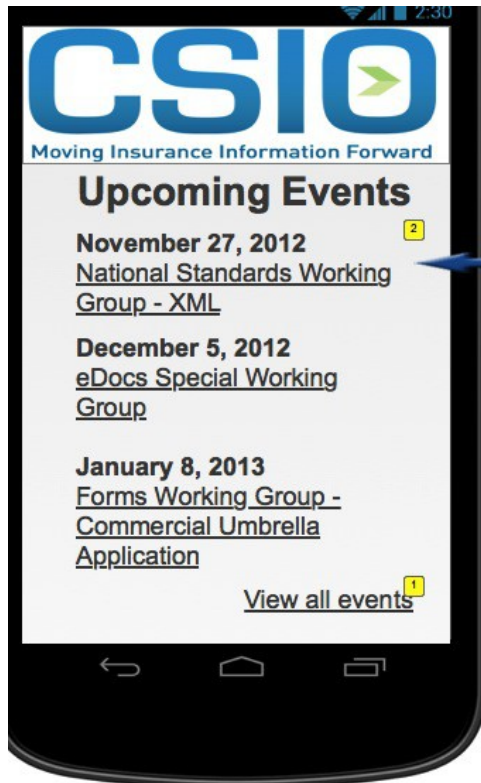 2:30
CSIO
Moving Insurance Information Forward
Upcoming Events
2
November 27, 2012
National Standards Working
Group - XML
December 5, 2012
eDocs Special Working
Group
January 8, 2013
Forms Working Group -
Commercial Umbrella
Application
1
View all events